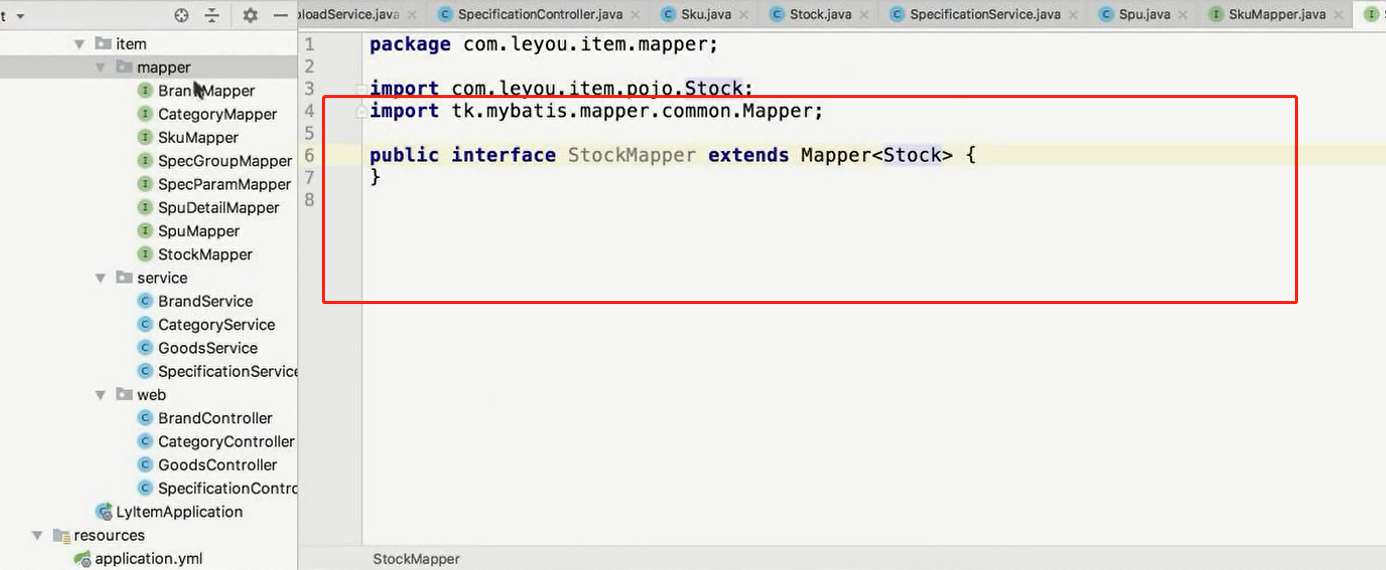 t
ploadService.java
SpecificationController.java
Sku.java
Stock.java
SpecificationService.java
Spu.java
SkuMapper.java
item
mapper
BrandMapper
CategoryMapper
SkuMapper
SpecGroupMapper
SpecParamMapper
SpuDetailMapper
SpuMapper
StockMapper
service
BrandService
CategoryService
GoodsService
SpecificationService
web
BrandController
CategoryController
GoodsController
SpecificationContro
LyItemApplication
resources
application.yml
1 package com.leyou.item.mapper;
2
3 import com.leyou.item.pojo.Stock;
4 import tk.mybatis.mapper.common.Mapper;
5
6 public interface StockMapper extends Mapper<Stock> {
7 }
8
StockMapper